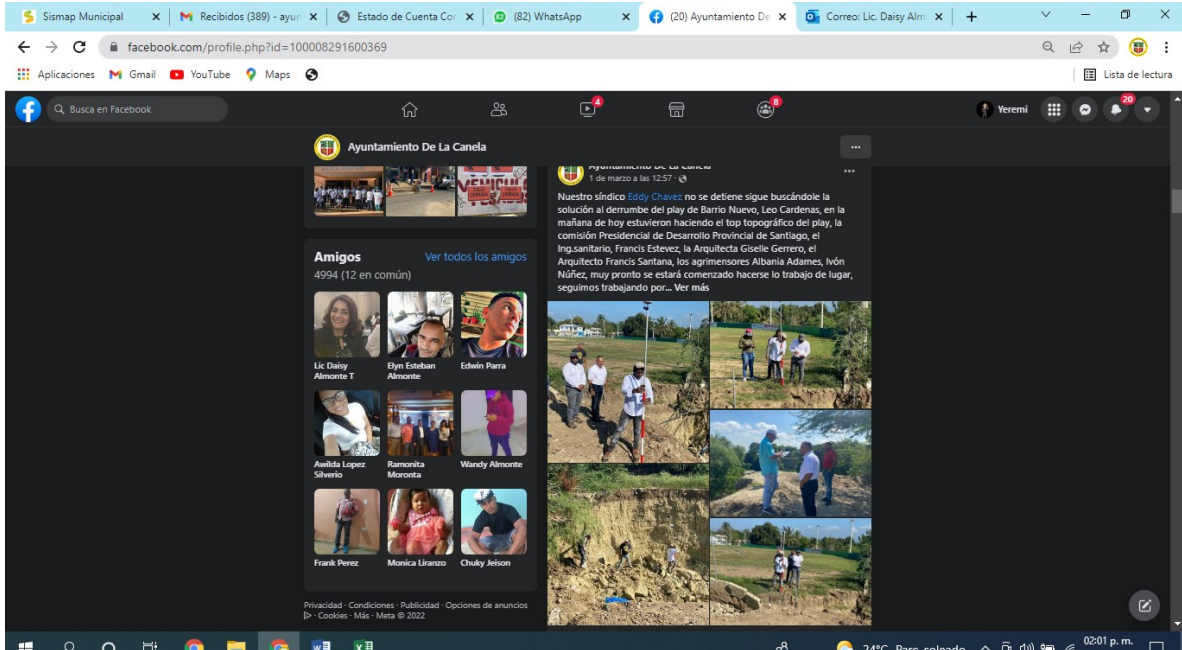 Sismap Municipal
Recibidos (389) - ayun
Estado de Cuenta Cor
(82) WhatsApp
(20) Ayuntamiento De
Correo: Lic. Daisy Alm
facebook.com/profile.php?id=100008291600369
Aplicaciones
Gmail
YouTube
Maps
Lista de lectura
Busca en Facebook
4
8
Yeremi
20
Ayuntamiento De La Canela
VEHICUL
PESADOS
Amigos
Ver todos los amigos
4994 (12 en común)
Lic Daisy
Almonte T
Elyn Esteban
Almonte
Edwin Parra
Awilda Lopez
Silverio
Ramonita
Moronta
Wandy Almonte
Frank Perez
Monica Liranzo
Chuky Jeison
Privacidad · Condiciones · Publicidad · Opciones de anuncios
· Cookies · Más · Meta © 2022
Ayuntamiento De La Canela
1 de marzo a las 12:57 ·
Nuestro síndico Eddy Chavez no se detiene sigue buscándole la
solución al derrumbe del play de Barrio Nuevo, Leo Cardenas, en la
mañana de hoy estuvieron haciendo el top topográfico del play, la
comisión Presidencial de Desarrollo Provincial de Santiago, el
Ing.sanitario, Francis Estevez, la Arquitecta Giselle Gerrero, el
Arquitecto Francis Santana, los agrimensores Albania Adames, Ivón
Núñez, muy pronto se estará comenzado hacerse lo trabajo de lugar,
seguimos trabajando por... Ver más
24°C Parc. soleado
02:01 p. m.